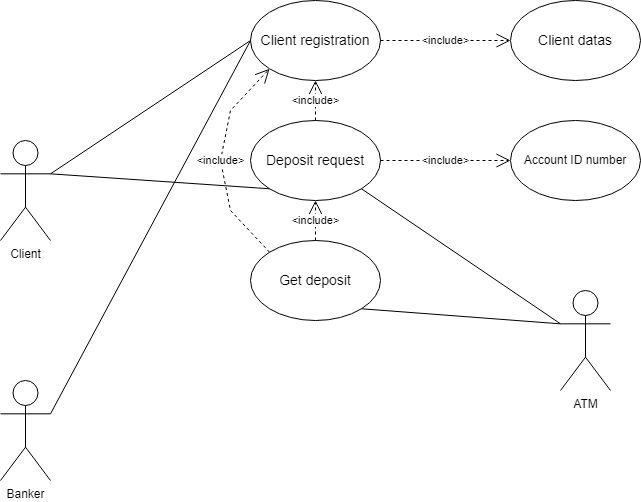 Client registration
<include>
Client datas
<include>
Deposit request
<include>
Account ID number
<include>
<include>
Get deposit
Client
ATM
Banker